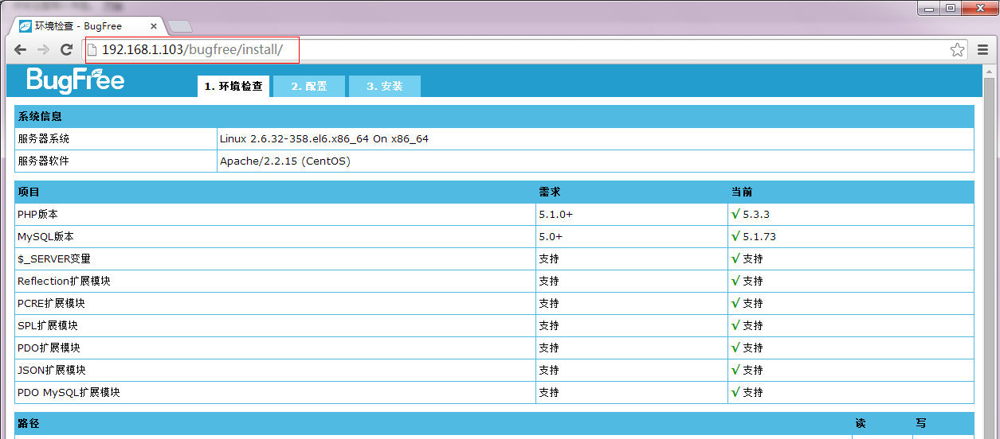 环境检查 - BugFree
192.168.1.103/bugfree/install/
BugFree
1. 环境检查 2. 配置 3. 安装
系统信息
服务器系统 Linux 2.6.32-358.el6.x86_64 On x86_64
服务器软件 Apache/2.2.15 (CentOS)
项目 需求 当前
PHP版本 5.1.0+ √ 5.3.3
MySQL版本 5.0+ √ 5.1.73
$_SERVER变量 支持 √ 支持
Reflection扩展模块 支持 √ 支持
PCRE扩展模块 支持 √ 支持
SPL扩展模块 支持 √ 支持
PDO扩展模块 支持 √ 支持
JSON扩展模块 支持 √ 支持
PDO MySQL扩展模块 支持 √ 支持
路径 读 写